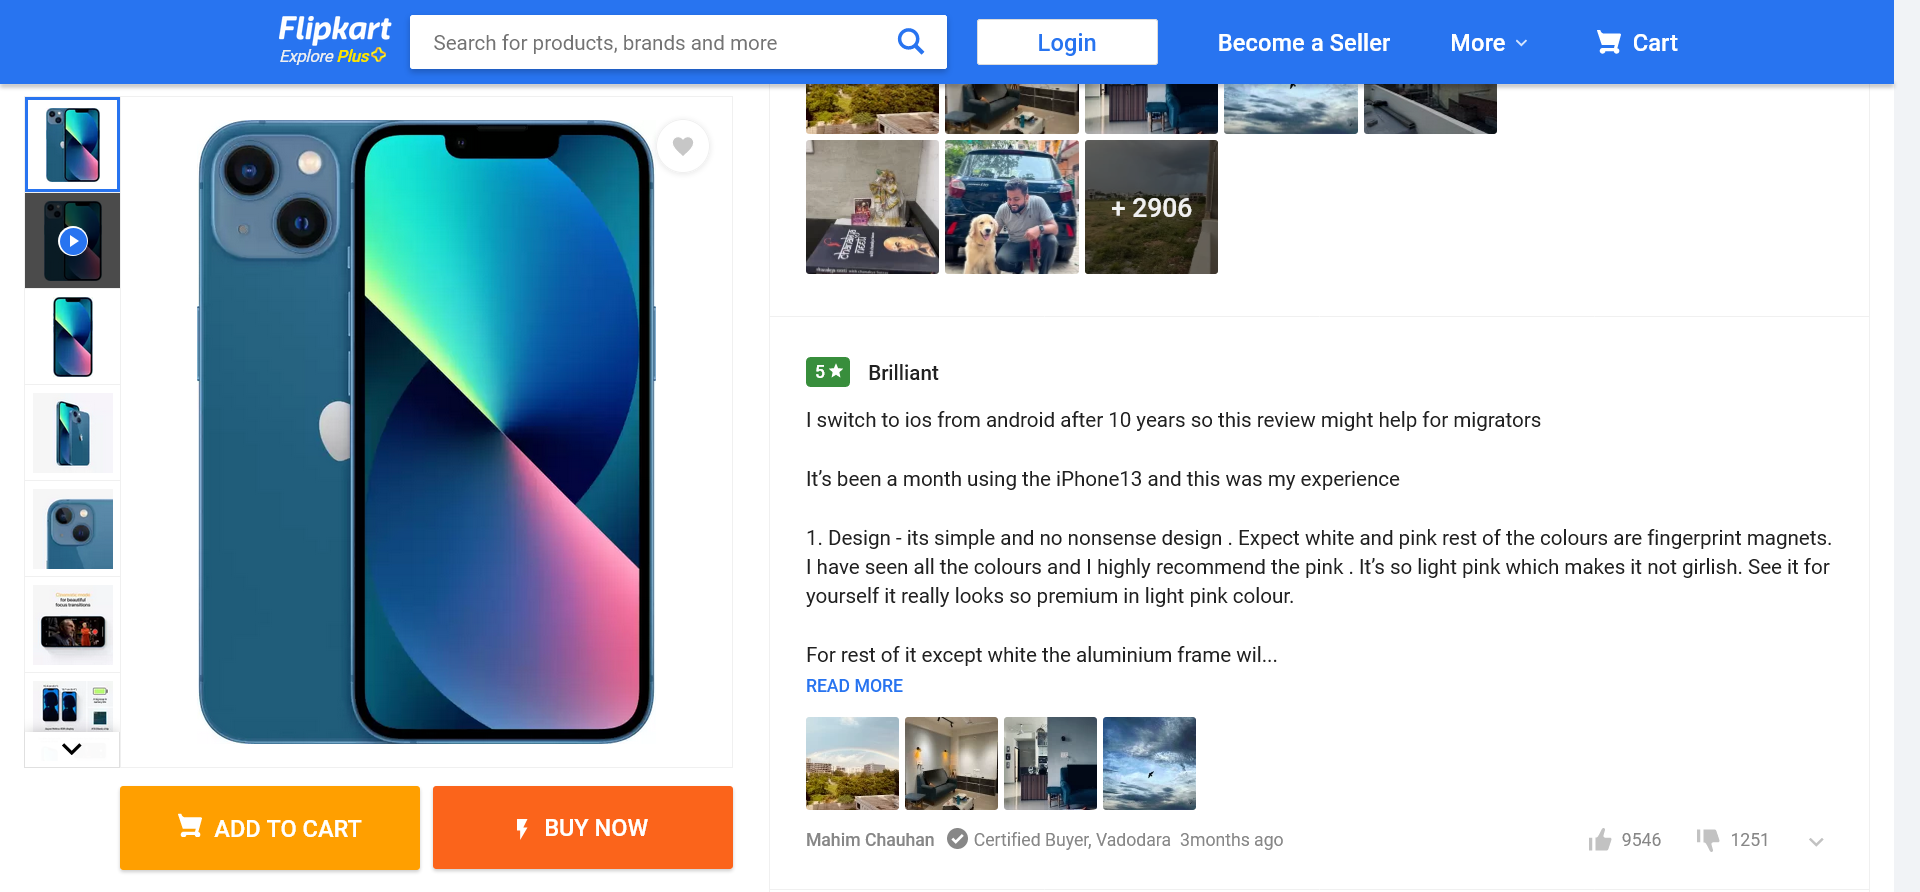 Flipkart
Explore Plus
Search for products, brands and more
Login
Become a Seller
More
Cart
+ 2906
5★ Brilliant
I switch to ios from android after 10 years so this review might help for migrators
It's been a month using the iPhone13 and this was my experience
1. Design - its simple and no nonsense design . Expect white and pink rest of the colours are fingerprint magnets.
I have seen all the colours and I highly recommend the pink . It's so light pink which makes it not girlish. See it for
yourself it really looks so premium in light pink colour.
For rest of it except white the aluminium frame wil...
READ MORE
Mahim Chauhan Certified Buyer, Vadodara 3months ago
9546
1251
for beautiful
focus transitions
ADD TO CART
BUY NOW